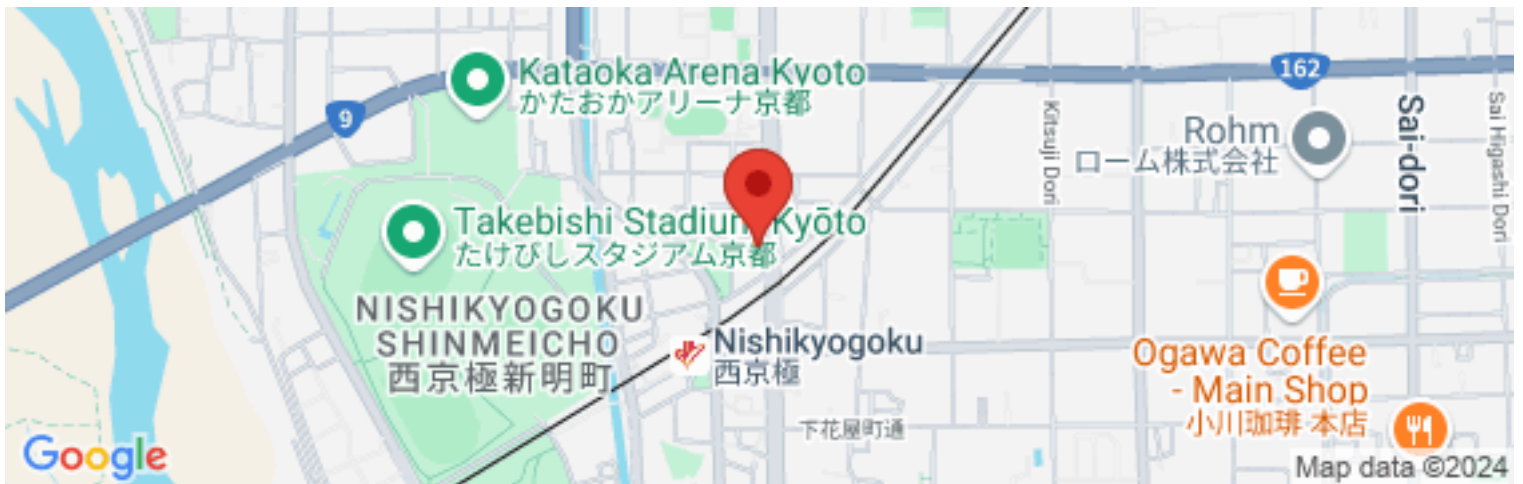 Kataoka Arena Kyoto
かたおかアリーナ京都
162
9
Kitsuji Dori
Rohm
ローム株式会社
Sai-dori
Sai Higashi Dori
Takebishi Stadium Kyōto
たけびしスタジアム京都
NISHIKYOGOKU
SHINMEICHO
西京極新明町
Nishikyogoku
西京極
Ogawa Coffee
- Main Shop
小川珈琲 本店
下花屋町通
Google
Map data ©2024